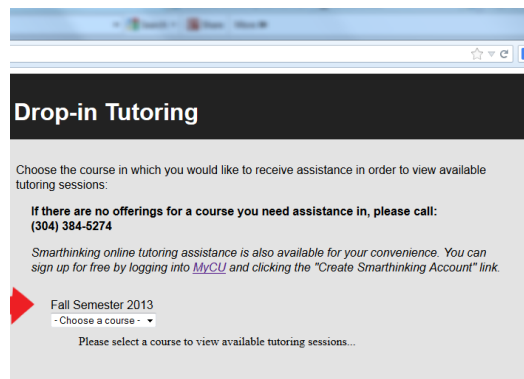 Drop-in Tutoring
Choose the course in which you would like to receive assistance in order to view available
tutoring sessions:
If there are no offerings for a course you need assistance in, please call:
(304) 384-5274
Smarthinking online tutoring assistance is also available for your convenience. You can
sign up for free by logging into MyCU and clicking the "Create Smarthinking Account" link.
Fall Semester 2013
- Choose a course -
Please select a course to view available tutoring sessions...